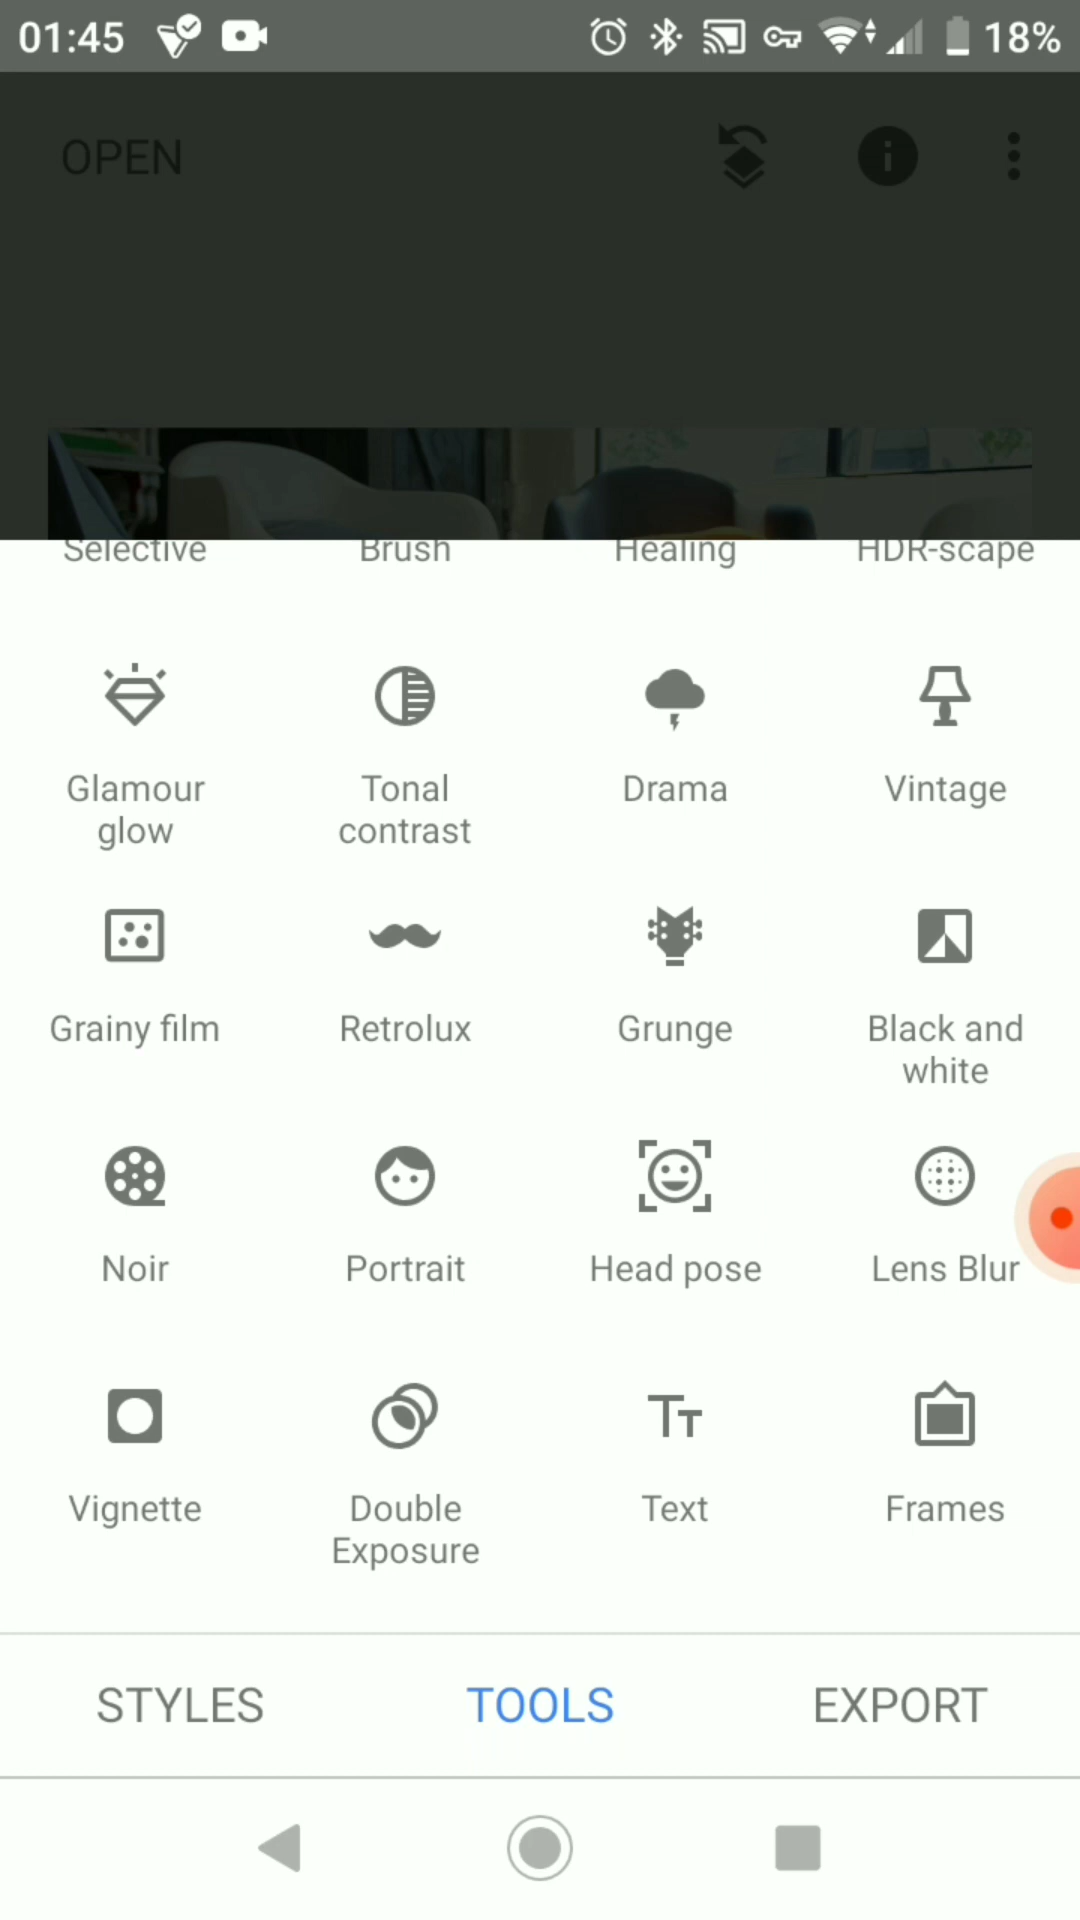 01:45 18%
OPEN
Selective Brush Healing HDR-scape
Glamour glow
Tonal contrast
Drama
Vintage
Grainy film
Retrolux
Grunge
Black and white
Noir
Portrait
Head pose
Lens Blur
Vignette
Double Exposure
Text
Frames
STYLES TOOLS EXPORT